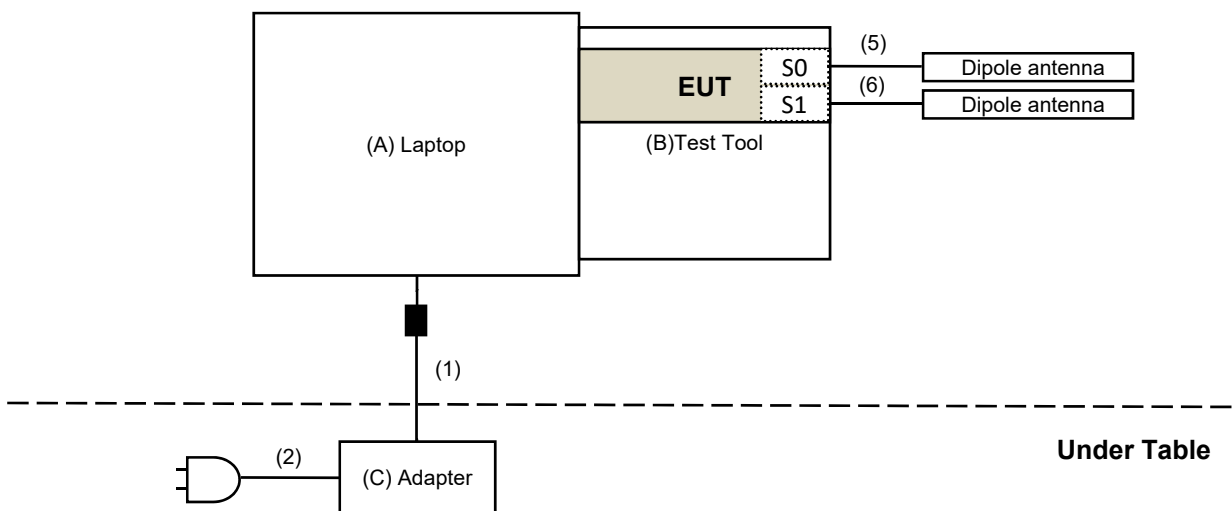 (5)
S0
Dipole antenna
EUT
(6)
S1
Dipole antenna
(A) Laptop
(B)Test Tool
(1)
Under Table
(2)
(C) Adapter